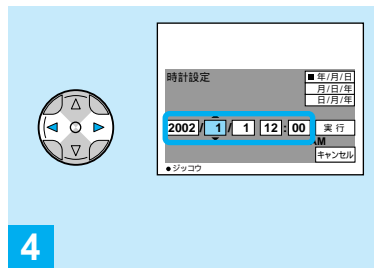 時計設定
■ 年/月/日
月/日/年
日/月/年
2002 / 1 / 1 12 : 00
実行
AM
キャンセル
●ジッコウ
4